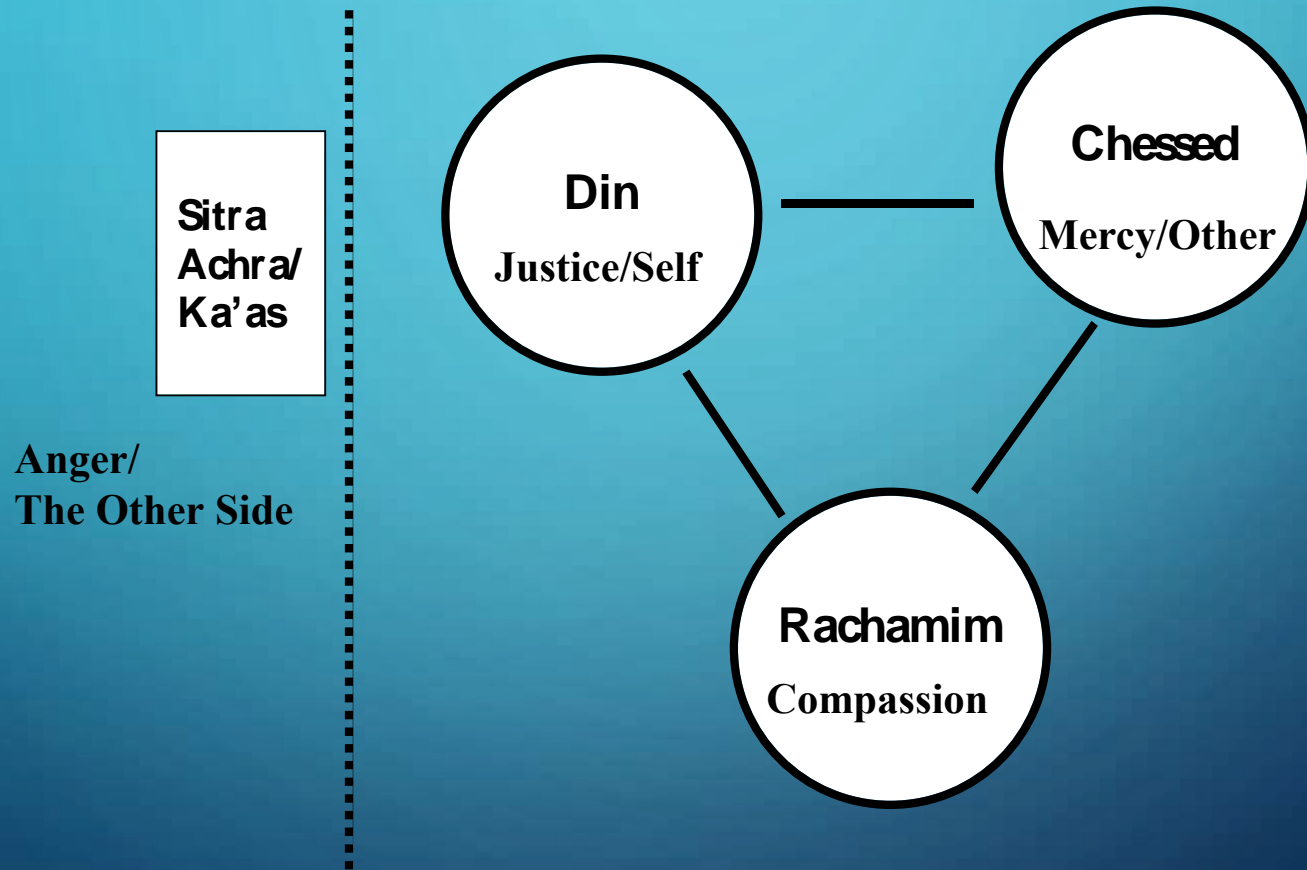 Sitra
Achra/
Ka’as
Anger/
The Other Side
Din
Justice/Self
Chessed
Mercy/Other
Rachamim
Compassion